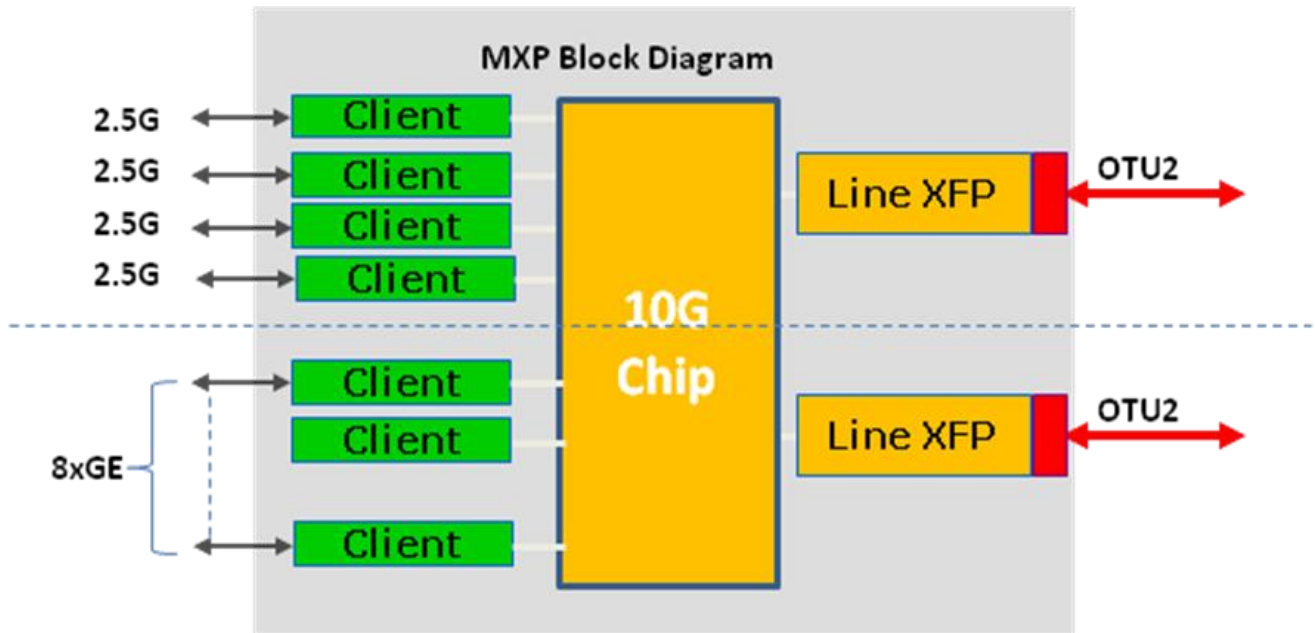 MXP Block Diagram
2.5G
Client
2.5G
Client
2.5G
Client
2.5G
Client
10G
Chip
Line XFP
OTU2
8xGE
Client
Client
Client
Line XFP
OTU2